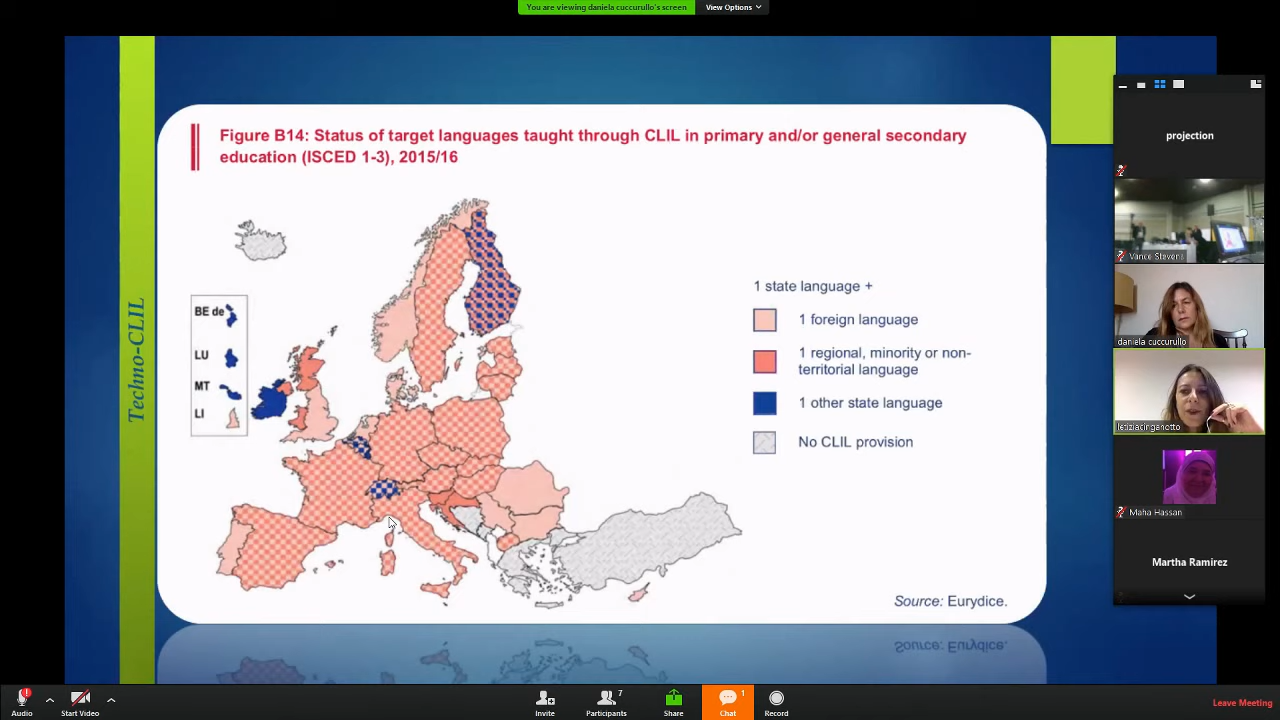 You are viewing daniela cuccurullo's screen
View Options
Techno-CLIL
Figure B14: Status of target languages taught through CLIL in primary and/or general secondary
education (ISCED 1-3), 2015/16
BE de
LU
MT
LI
1 state language +
1 foreign language
1 regional, minority or non-
territorial language
1 other state language
No CLIL provision
Source: Eurydice.
projection
Vance Stevens
daniela cuccurullo
letiziacinganotto
Maha Hassan
Martha Ramirez
Audio
Start Video
Invite
7
Participants
Share
1
Chat
Record
Leave Meeting